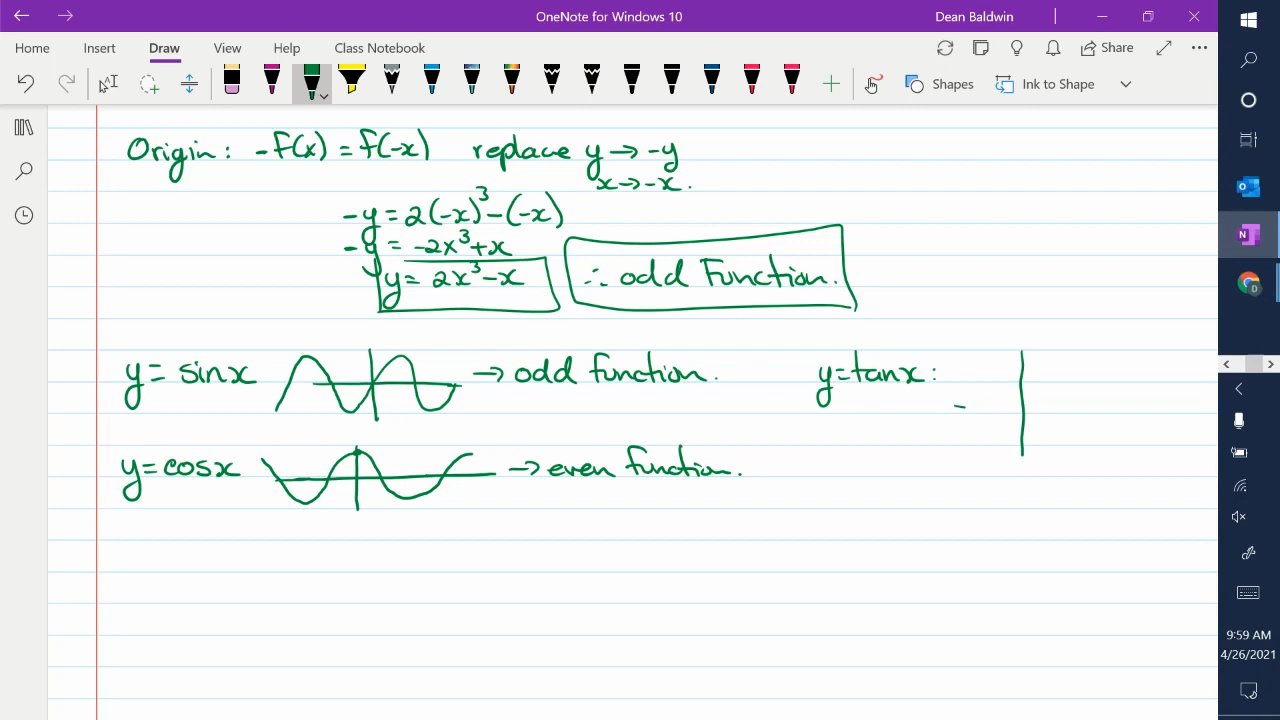 OneNote for Windows 10
Dean Baldwin
Home Insert Draw View Help Class Notebook Share
Shapes Ink to Shape
Origin: -f(x) = f(-x) replace y → -y
x → -x.
-y = 2(-x)³ - (-x)
-y = -2x³ + x
y = 2x³ - x ∴ odd Function.
y = sinx → odd function. y = tanx :
y = cosx → even function.
9:59 AM
4/26/2021